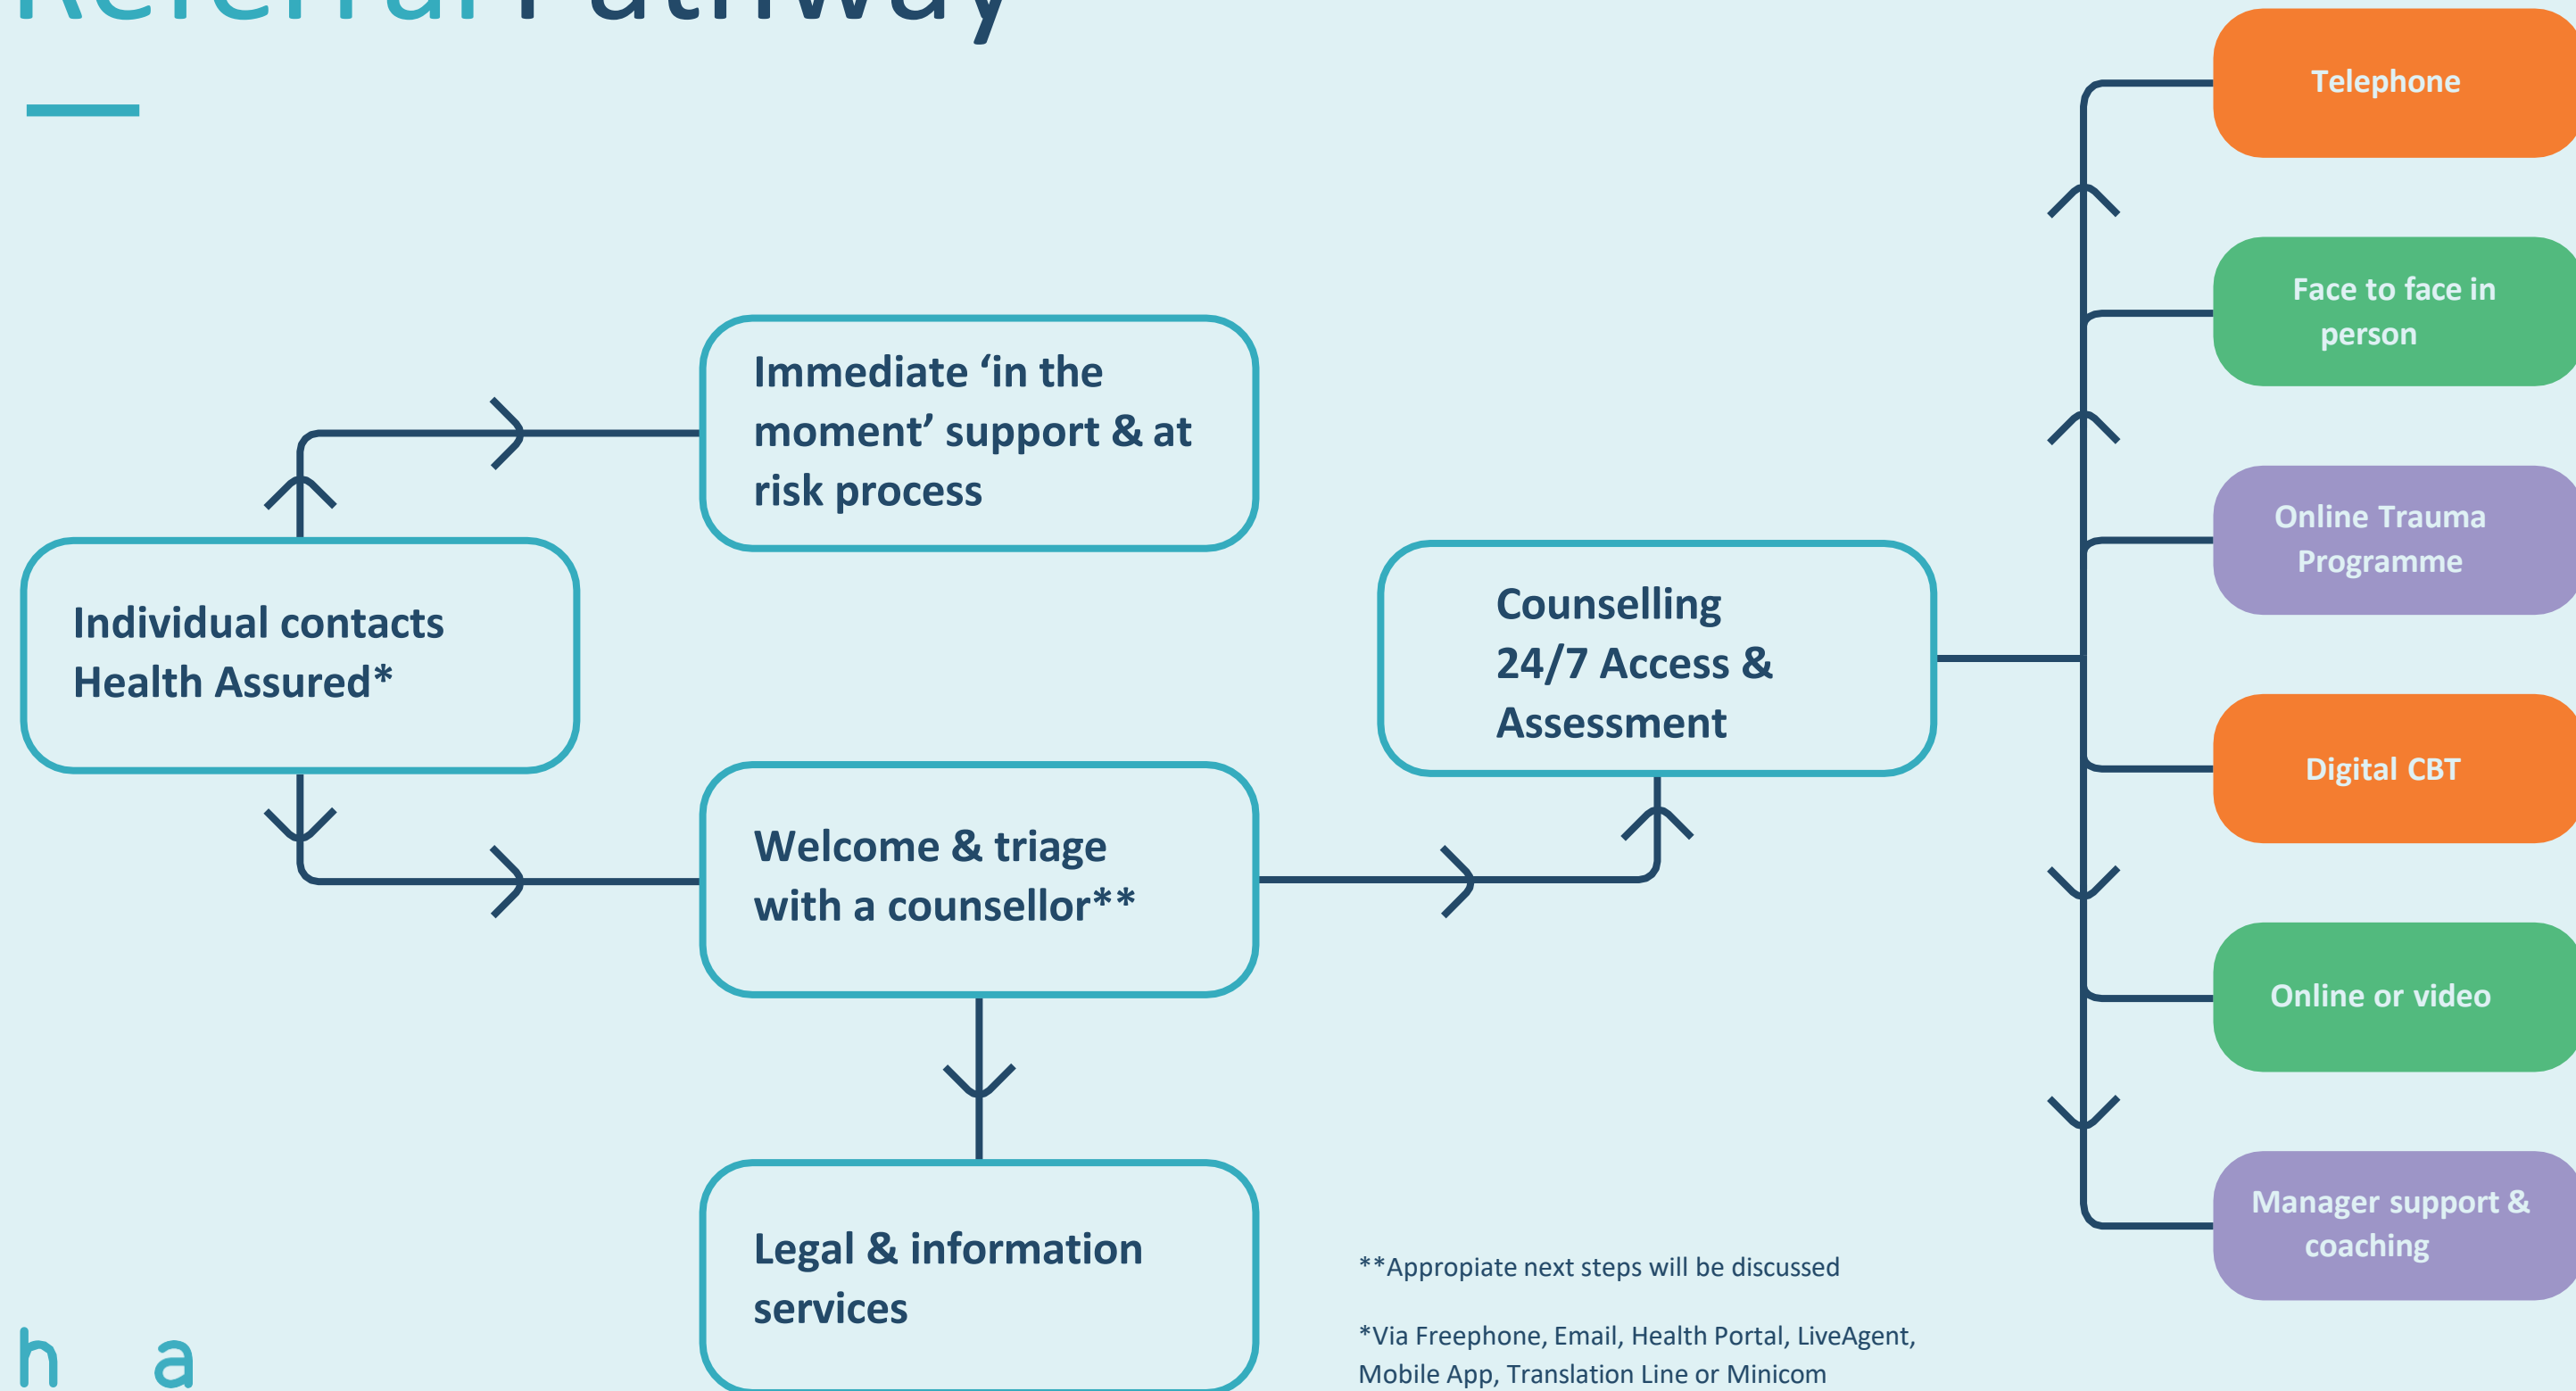 Referral Pathway
Telephone
Face to face in
person
Immediate ‘in the
moment’ support & at
risk process
Online Trauma
Programme
Individual contacts
Health Assured*
Counselling
24/7 Access &
Assessment
Digital CBT
Welcome & triage
with a counsellor**
Online or video
Manager support &
coaching
Legal & information
services
**Appropiate next steps will be discussed
*Via Freephone, Email, Health Portal, LiveAgent,
Mobile App, Translation Line or Minicom
h a